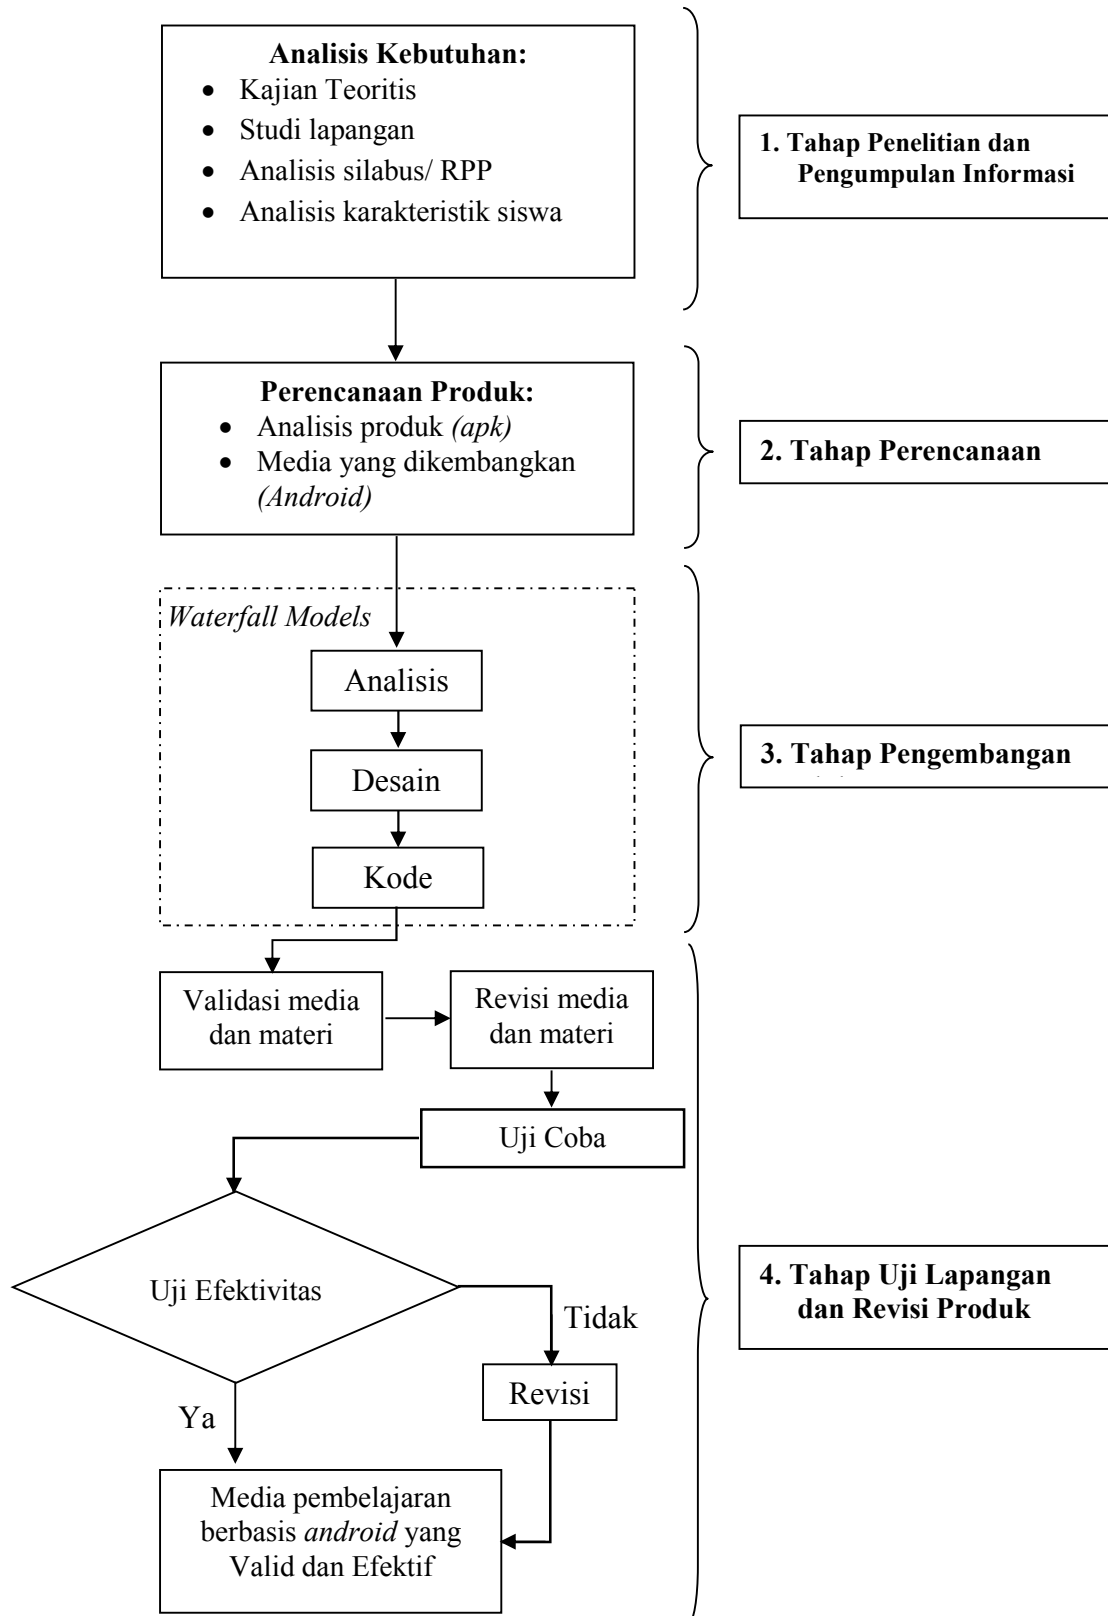 Analisis Kebutuhan:
• Kajian Teoritis
• Studi lapangan
• Analisis silabus/ RPP
• Analisis karakteristik siswa
1. Tahap Penelitian dan
Pengumpulan Informasi
Perencanaan Produk:
• Analisis produk (apk)
• Media yang dikembangkan
(Android)
2. Tahap Perencanaan
Waterfall Models
Analisis
Desain
Kode
3. Tahap Pengembangan
Validasi media
dan materi
Revisi media
dan materi
Uji Coba
Uji Efektivitas
Tidak
Revisi
Ya
Media pembelajaran
berbasis android yang
Valid dan Efektif
4. Tahap Uji Lapangan
dan Revisi Produk